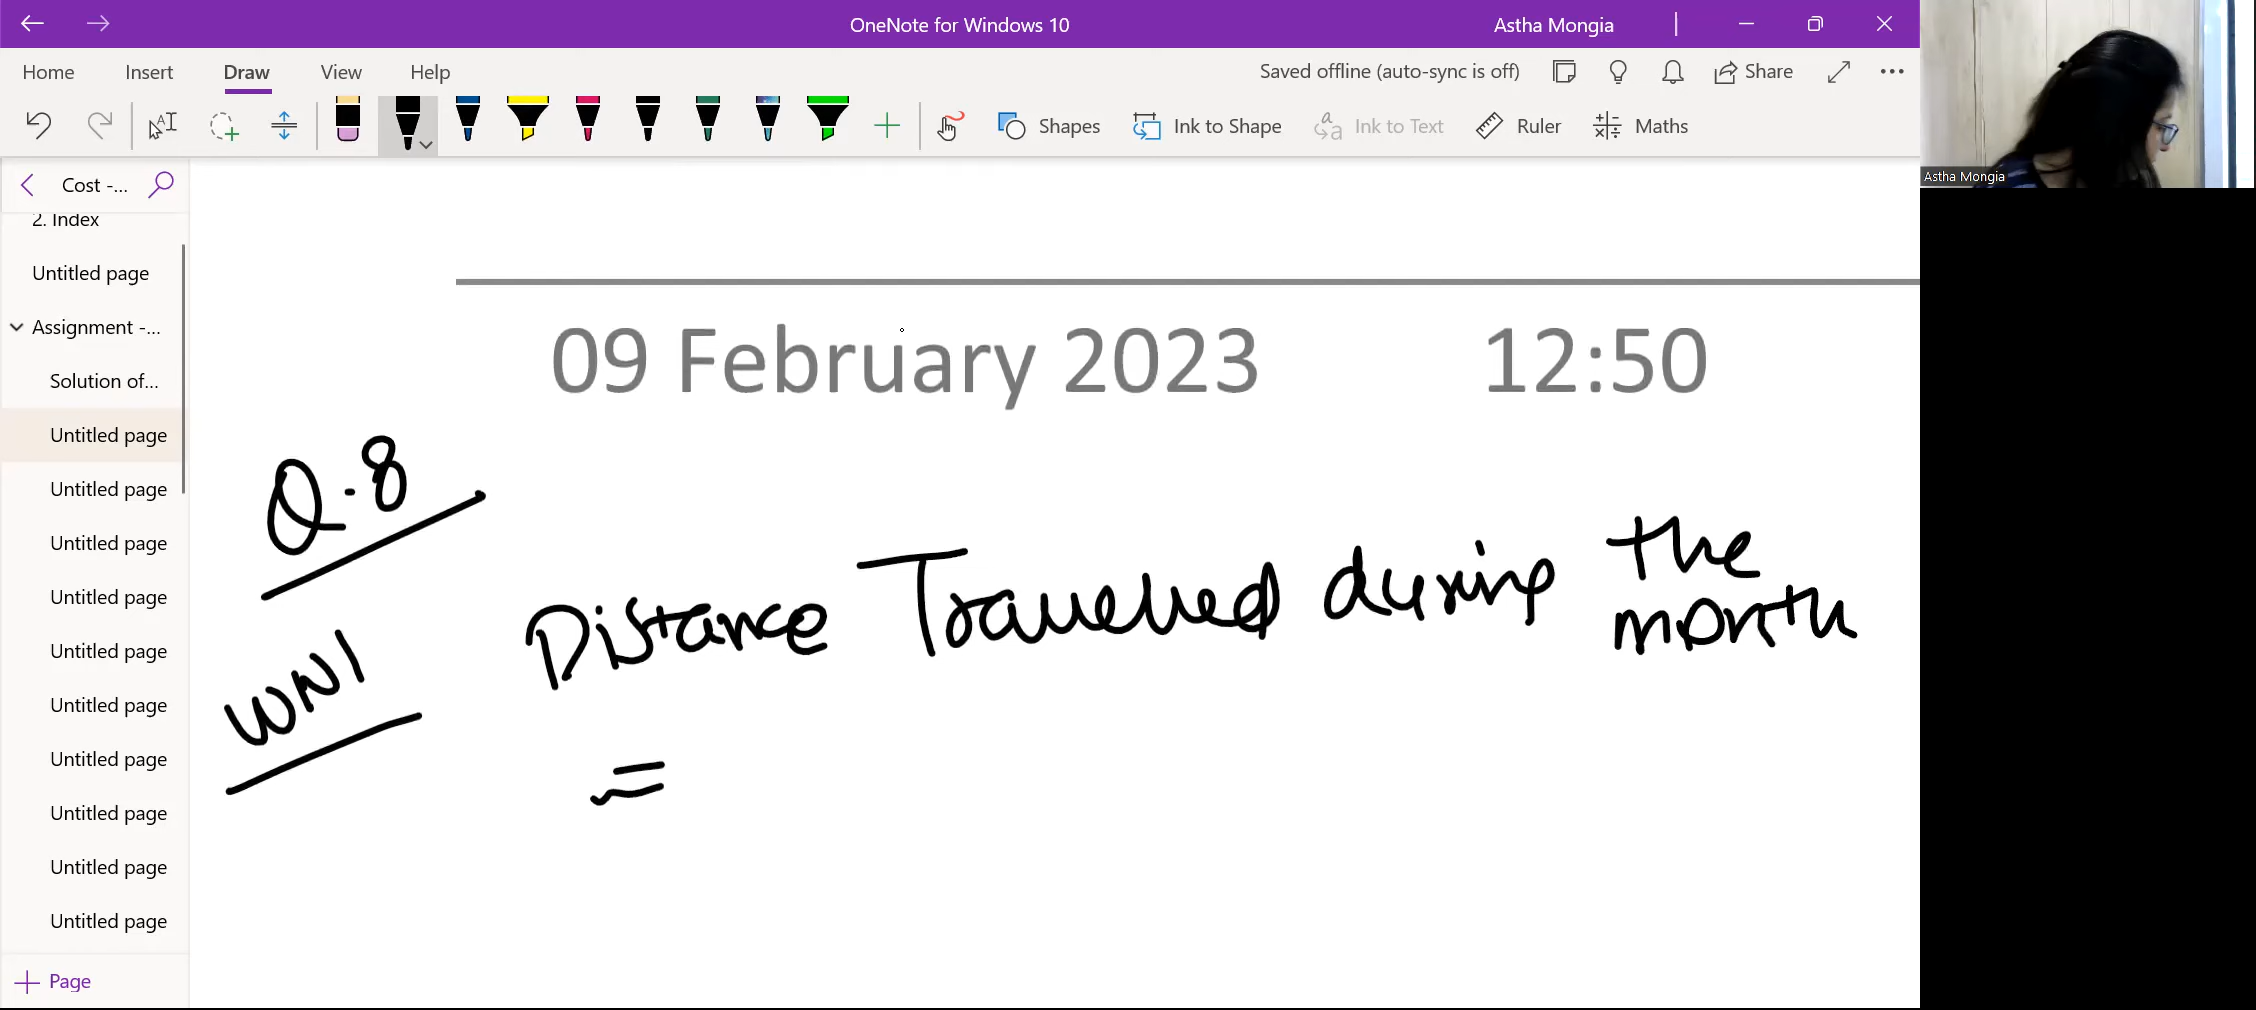 OneNote for Windows 10
Astha Mongia
Home Insert Draw View Help
Saved offline (auto-sync is off)
Share
Shapes
Ink to Shape
Ink to Text
Ruler
Maths
Cost -...
2. Index
Untitled page
Assignment -...
Solution of...
Untitled page
Untitled page
Untitled page
Untitled page
Untitled page
Untitled page
Untitled page
Untitled page
Untitled page
Untitled page
Page
09 February 2023 12:50
Q.8
WN1
Distance Travelled during the
month
=
Astha Mongia